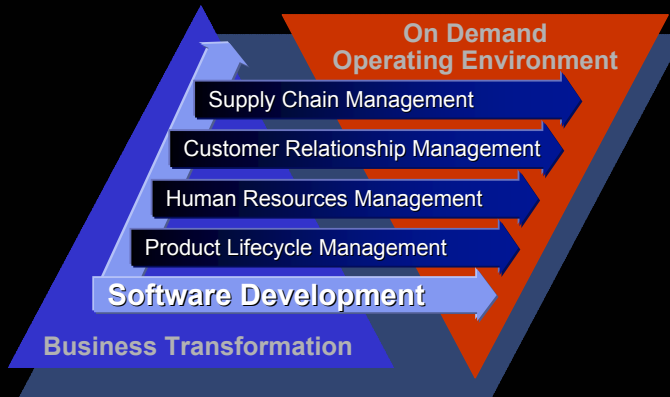 On Demand
Operating Environment
Supply Chain Management
Customer Relationship Management
Human Resources Management
Product Lifecycle Management
Software Development
Business Transformation